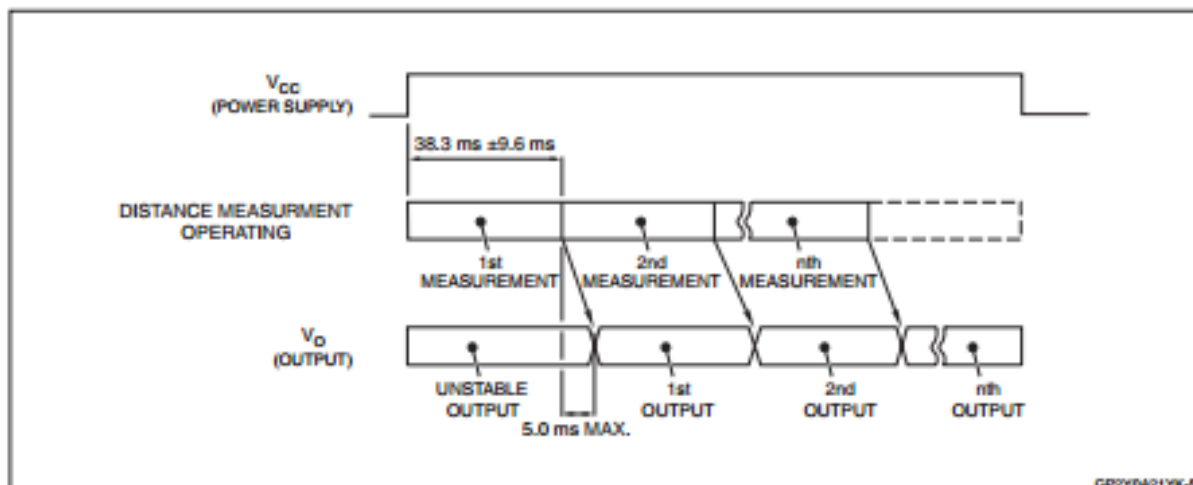 VCC
(POWER SUPPLY)
38.3 ms ±9.6 ms
DISTANCE MEASURMENT
OPERATING
1st
MEASUREMENT
2nd
MEASUREMENT
nth
MEASUREMENT
VO
(OUTPUT)
UNSTABLE
OUTPUT
1st
OUTPUT
2nd
OUTPUT
nth
OUTPUT
5.0 ms MAX.